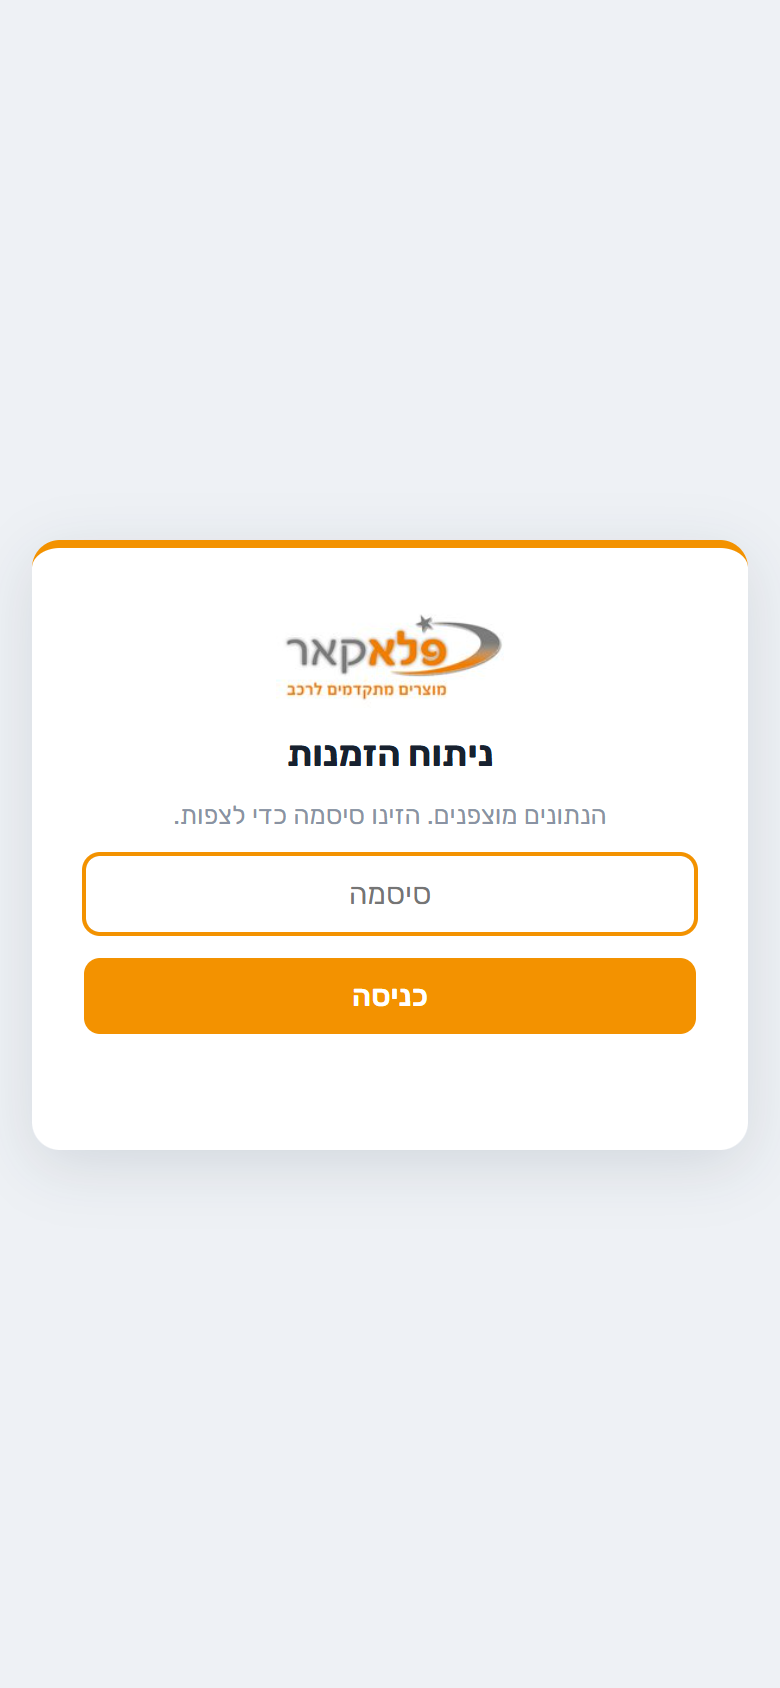 פלאקאר
מוצרים מתקדמים לרכב
ניתוח הזמנות
הנתונים מוצפנים. הזינו סיסמה כדי לצפות.
סיסמה
כניסה